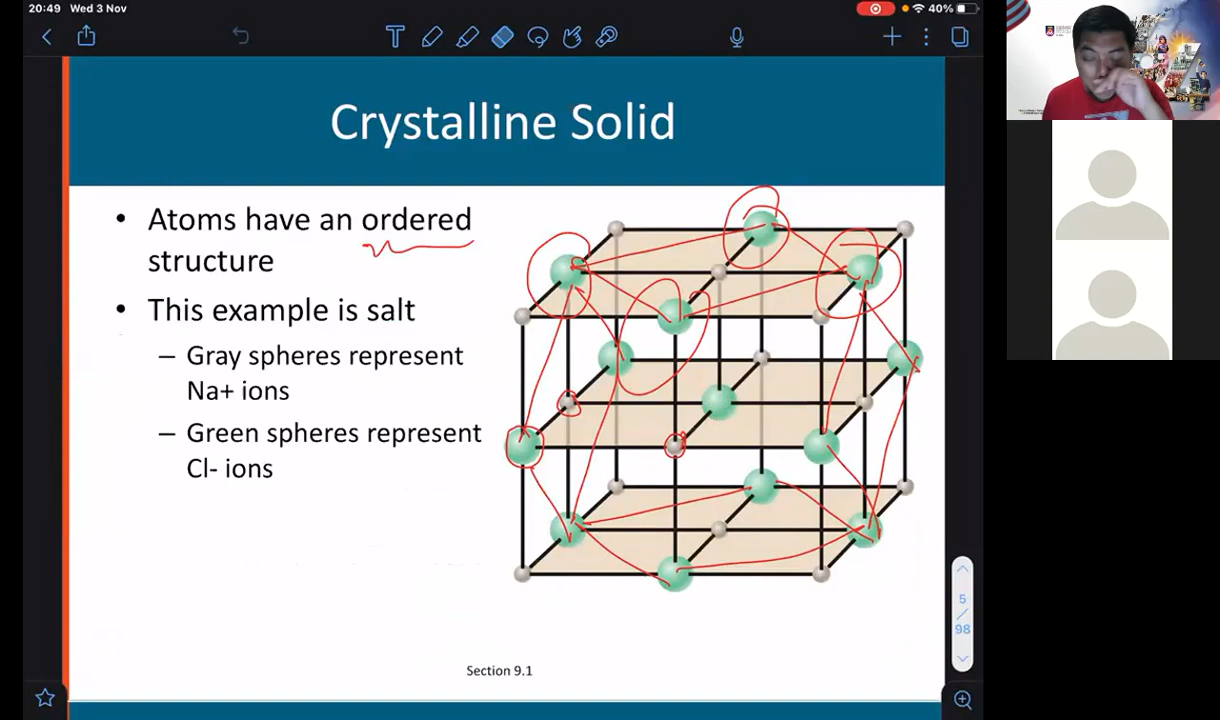 20:49 Wed 3 Nov
40%
Crystalline Solid
• Atoms have an ordered
structure
• This example is salt
– Gray spheres represent
Na+ ions
– Green spheres represent
Cl- ions
5
/
98
Section 9.1